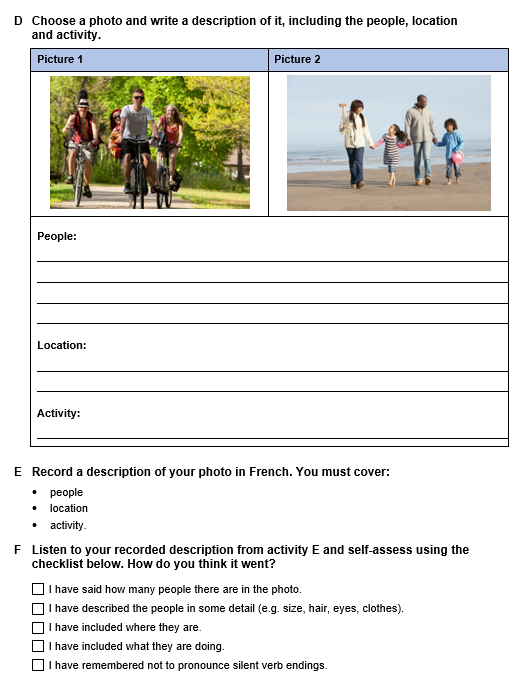 D Choose a photo and write a description of it, including the people, location
and activity.
Picture 1
Picture 2
People:
Location:
Activity:
E Record a description of your photo in French. You must cover:
• people
• location
• activity.
F Listen to your recorded description from activity E and self-assess using the
checklist below. How do you think it went?
I have said how many people there are in the photo.
I have described the people in some detail (e.g. size, hair, eyes, clothes).
I have included where they are.
I have included what they are doing.
I have remembered not to pronounce silent verb endings.